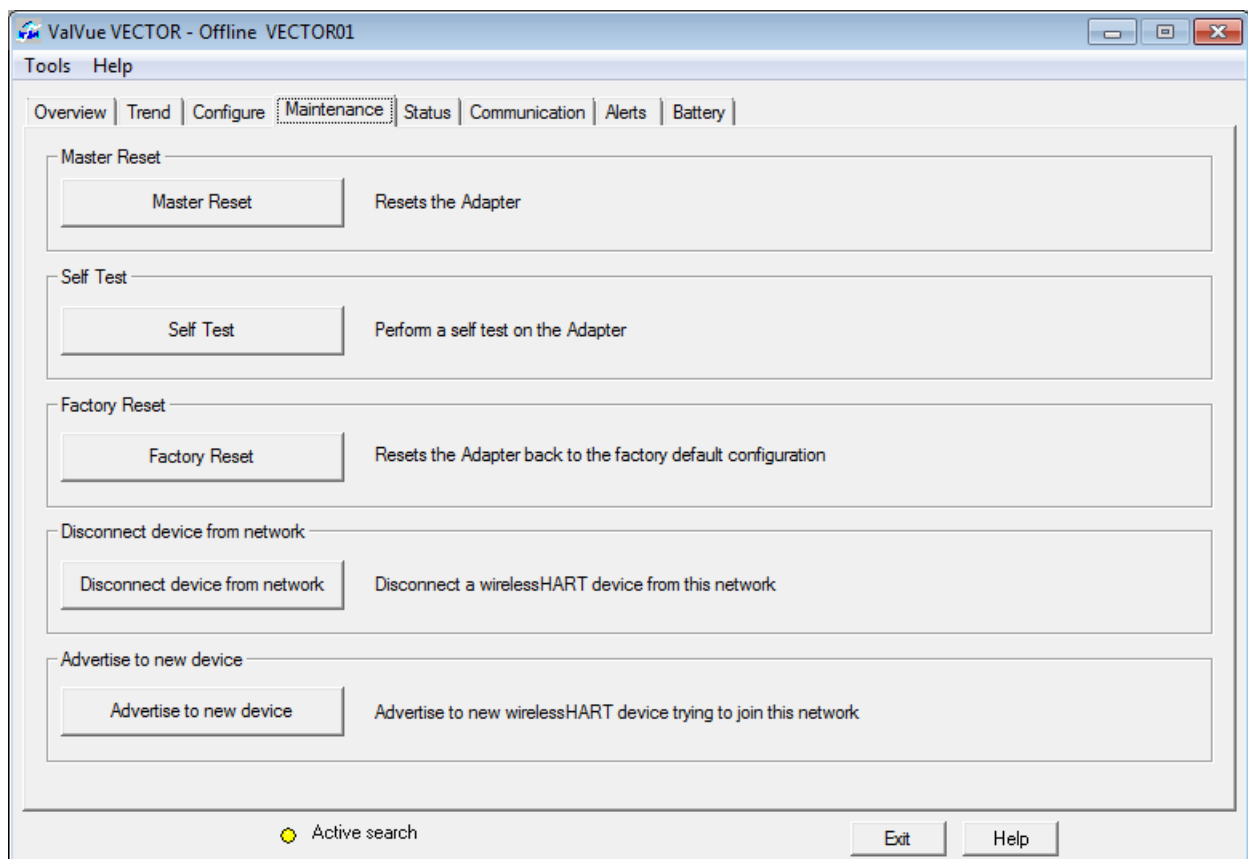 ValVue VECTOR - Offline VECTOR01
Tools Help
Overview Trend Configure Maintenance Status Communication Alerts Battery
Master Reset
Master Reset Resets the Adapter
Self Test
Self Test Perform a self test on the Adapter
Factory Reset
Factory Reset Resets the Adapter back to the factory default configuration
Disconnect device from network
Disconnect device from network Disconnect a wirelessHART device from this network
Advertise to new device
Advertise to new device Advertise to new wirelessHART device trying to join this network
Active search Exit Help